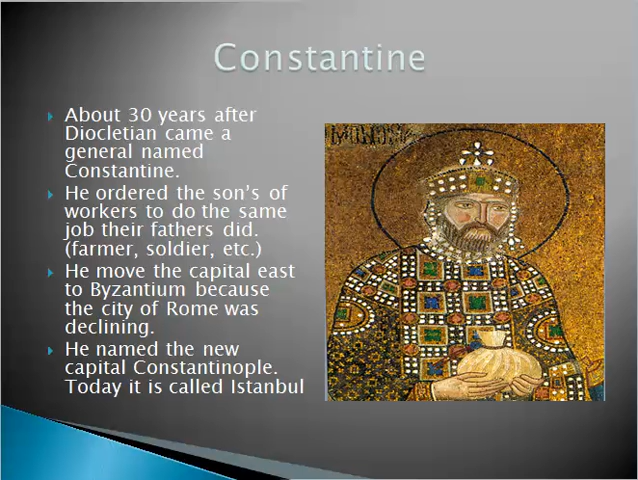 Constantine
About 30 years after
Diocletian came a
general named
Constantine.
He ordered the son's of
workers to do the same
job their fathers did.
(farmer, soldier, etc.)
He move the capital east
to Byzantium because
the city of Rome was
declining.
He named the new
capital Constantinople.
Today it is called Istanbul